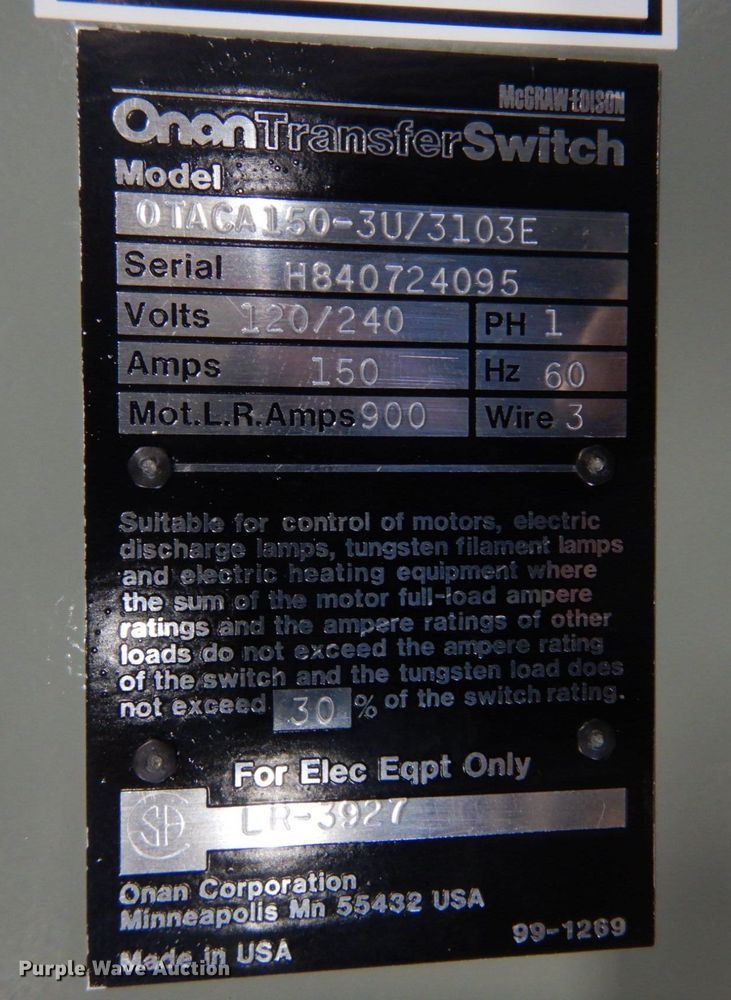 McGRAW-EDISON
Onan Transfer Switch
Model
OTACA150-3U/3103E
Serial H840724095
Volts 120/240 PH 1
Amps 150 Hz 60
Mot.L.R.Amps 900 Wire 3
Suitable for control of motors, electric
discharge lamps, tungsten filament lamps
and electric heating equipment where
the sum of the motor full-load ampere
ratings and the ampere ratings of other
loads do not exceed the ampere rating
of the switch and the tungsten load does
not exceed 30 % of the switch rating.
For Elec Eqpt Only
CSA LR-3927
Onan Corporation
Minneapolis Mn 55432 USA
99-1269
Made in USA
Purple Wave Auction